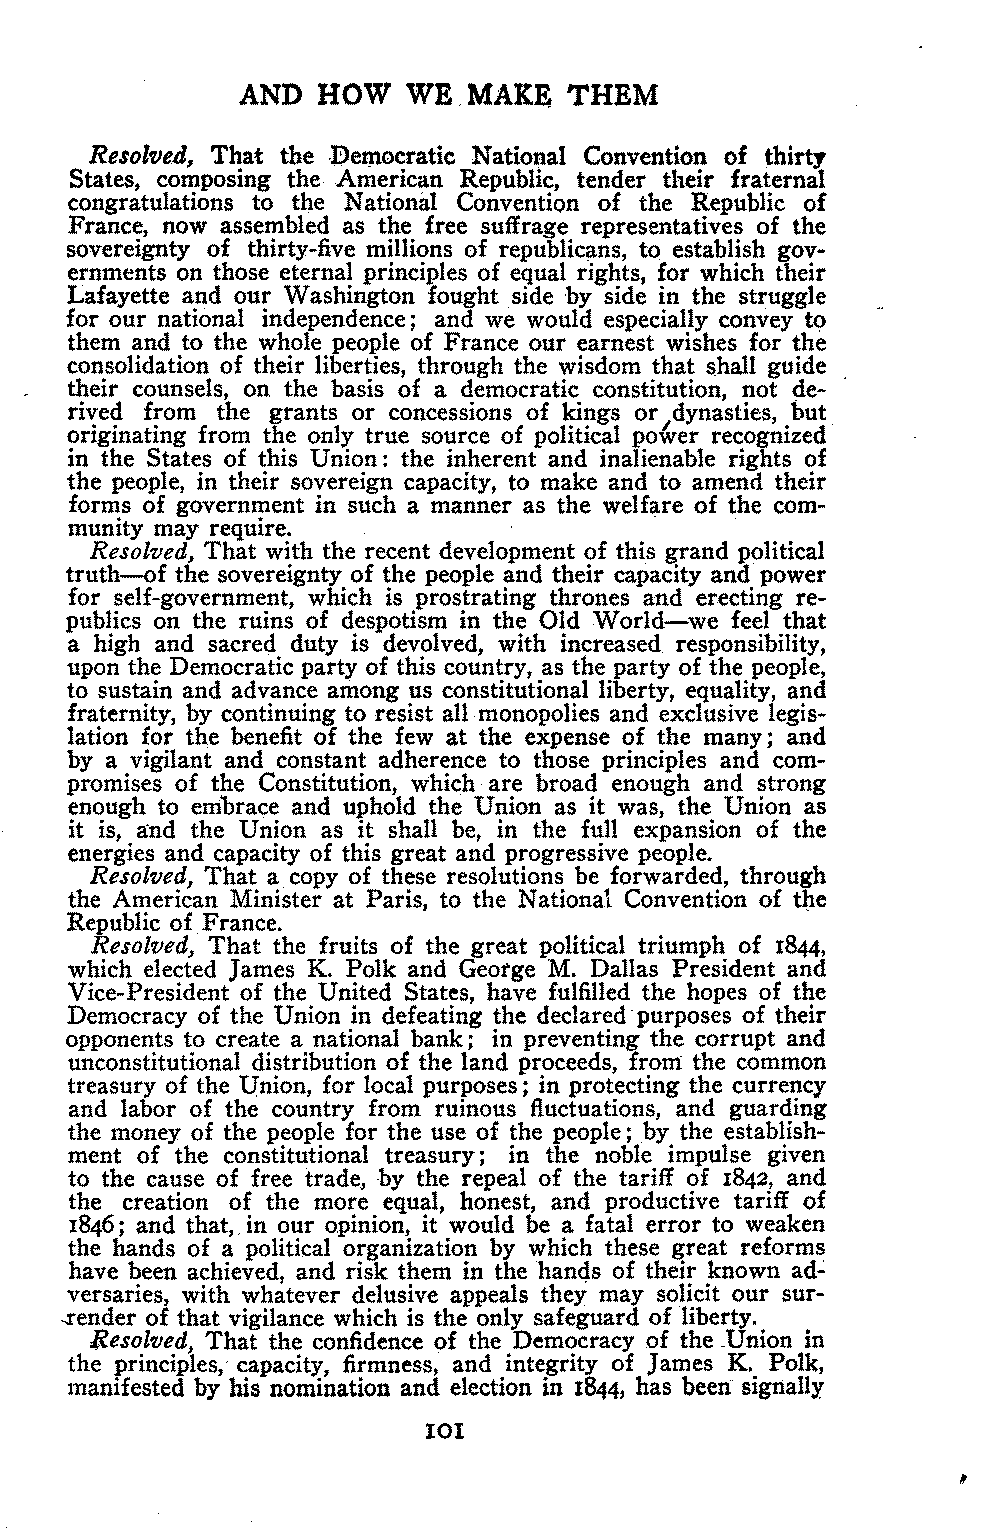 AND HOW WE MAKE THEM
Resolved, That the Democratic National Convention of thirty
States, composing the American Republic, tender their fraternal
congratulations to the National Convention of the Republic of
France, now assembled as the free suffrage representatives of the
sovereignty of thirty-five millions of republicans, to establish gov-
ernments on those eternal principles of equal rights, for which their
Lafayette and our Washington fought side by side in the struggle
for our national independence; and we would especially convey to
them and to the whole people of France our earnest wishes for the
consolidation of their liberties, through the wisdom that shall guide
their counsels, on the basis of a democratic constitution, not de-
rived from the grants or concessions of kings or dynasties, but
originating from the only true source of political power recognized
in the States of this Union: the inherent and inalienable rights of
the people, in their sovereign capacity, to make and to amend their
forms of government in such a manner as the welfare of the com-
munity may require.
Resolved, That with the recent development of this grand political
truth—of the sovereignty of the people and their capacity and power
for self-government, which is prostrating thrones and erecting re-
publics on the ruins of despotism in the Old World—we feel that
a high and sacred duty is devolved, with increased responsibility,
upon the Democratic party of this country, as the party of the people,
to sustain and advance among us constitutional liberty, equality, and
fraternity, by continuing to resist all monopolies and exclusive legis-
lation for the benefit of the few at the expense of the many; and
by a vigilant and constant adherence to those principles and com-
promises of the Constitution, which are broad enough and strong
enough to embrace and uphold the Union as it was, the Union as
it is, and the Union as it shall be, in the full expansion of the
energies and capacity of this great and progressive people.
Resolved, That a copy of these resolutions be forwarded, through
the American Minister at Paris, to the National Convention of the
Republic of France.
Resolved, That the fruits of the great political triumph of 1844,
which elected James K. Polk and George M. Dallas President and
Vice-President of the United States, have fulfilled the hopes of the
Democracy of the Union in defeating the declared purposes of their
opponents to create a national bank; in preventing the corrupt and
unconstitutional distribution of the land proceeds, from the common
treasury of the Union, for local purposes; in protecting the currency
and labor of the country from ruinous fluctuations, and guarding
the money of the people for the use of the people; by the establish-
ment of the constitutional treasury; in the noble impulse given
to the cause of free trade, by the repeal of the tariff of 1842, and
the creation of the more equal, honest, and productive tariff of
1846; and that, in our opinion, it would be a fatal error to weaken
the hands of a political organization by which these great reforms
have been achieved, and risk them in the hands of their known ad-
versaries, with whatever delusive appeals they may solicit our sur-
render of that vigilance which is the only safeguard of liberty.
Resolved, That the confidence of the Democracy of the Union in
the principles, capacity, firmness, and integrity of James K. Polk,
manifested by his nomination and election in 1844, has been signally
101